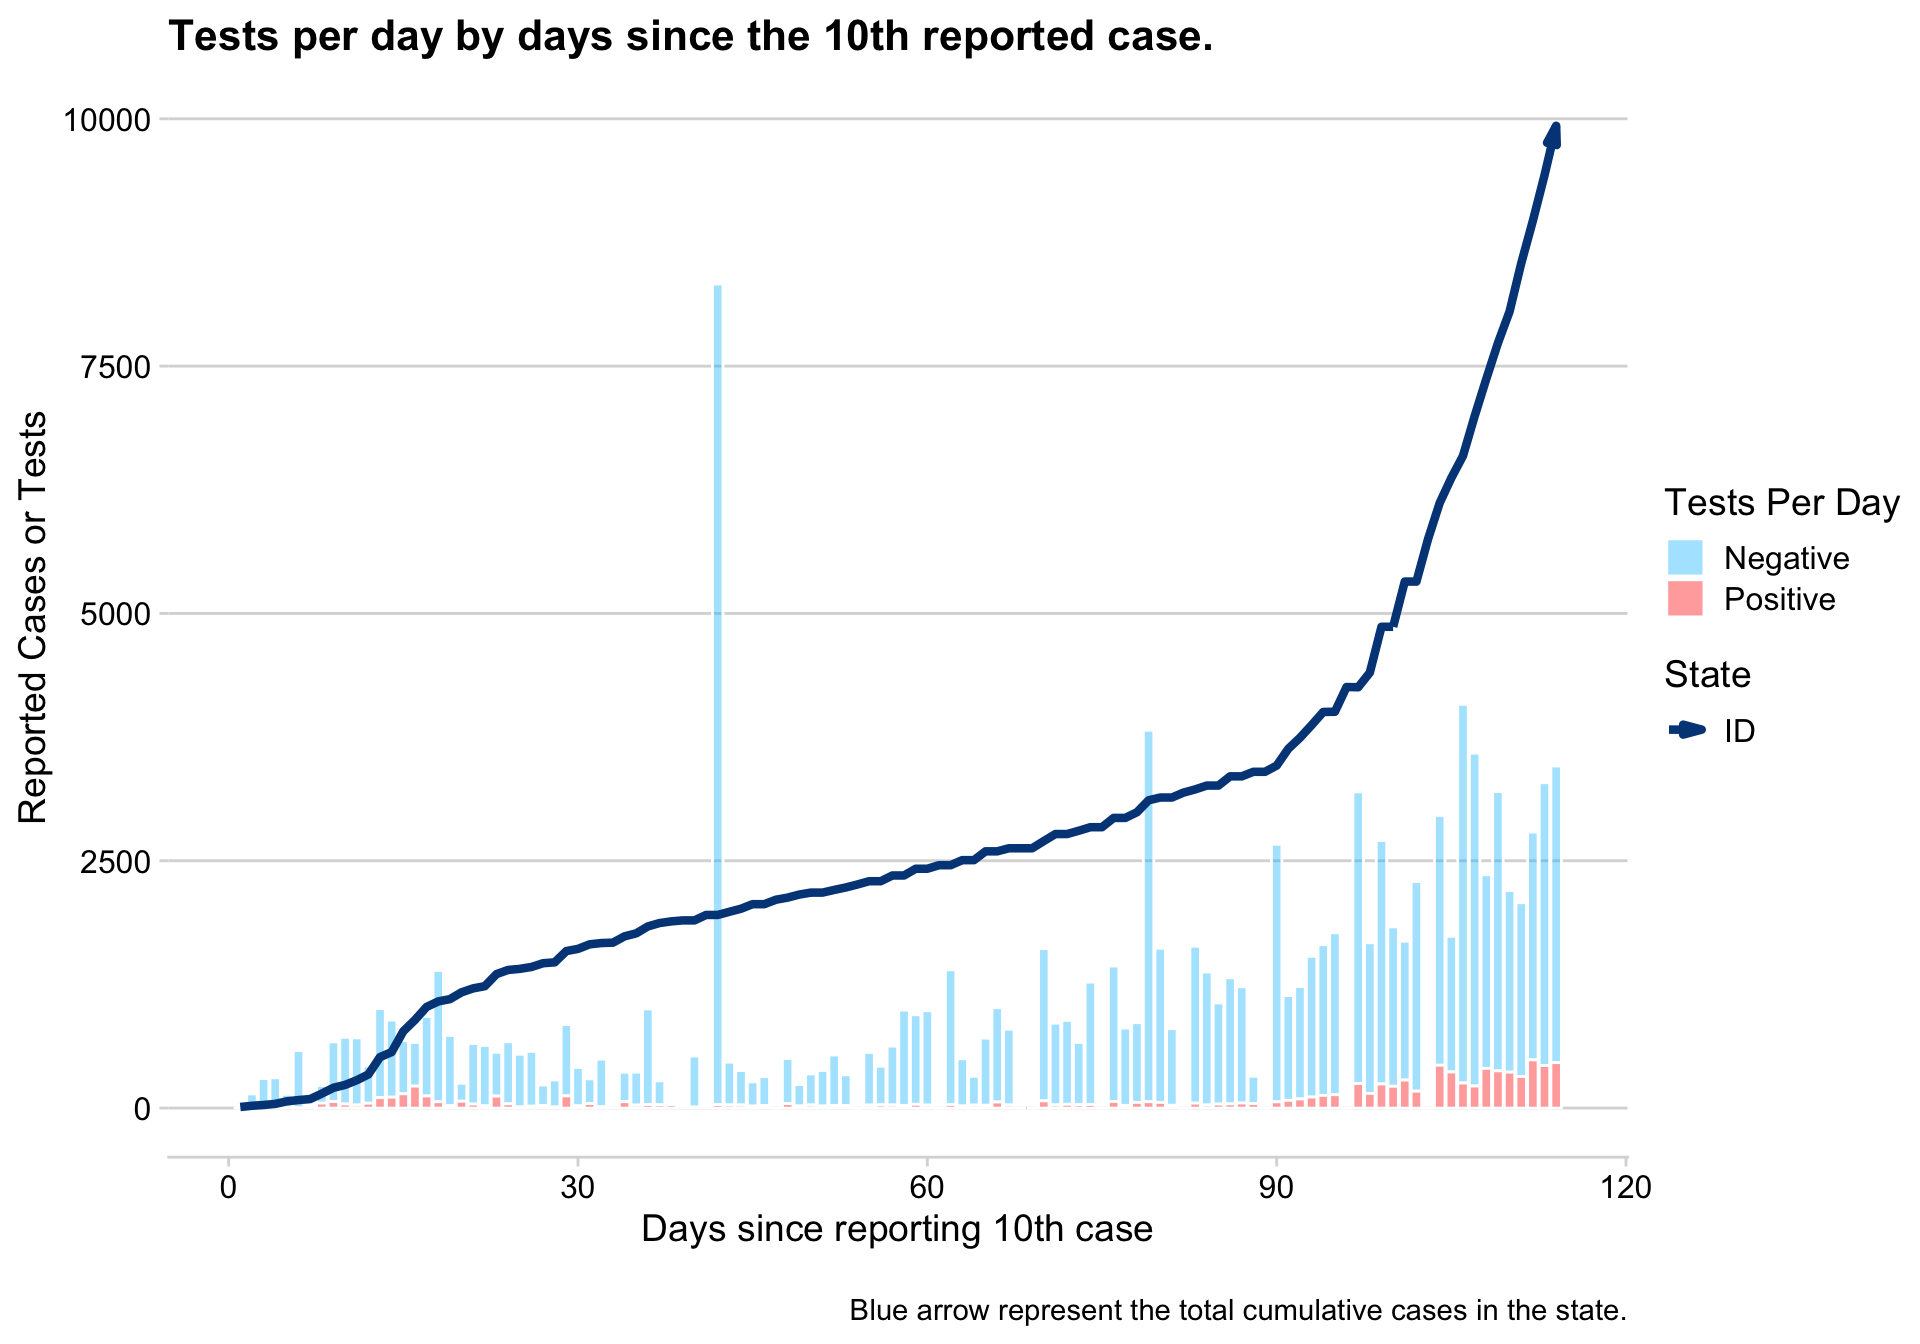 Tests per day by days since the 10th reported case.
10000
7500
5000
2500
0
Reported Cases or Tests
0 30 60 90 120
Days since reporting 10th case
Tests Per Day
Negative
Positive
State
ID
Blue arrow represent the total cumulative cases in the state.